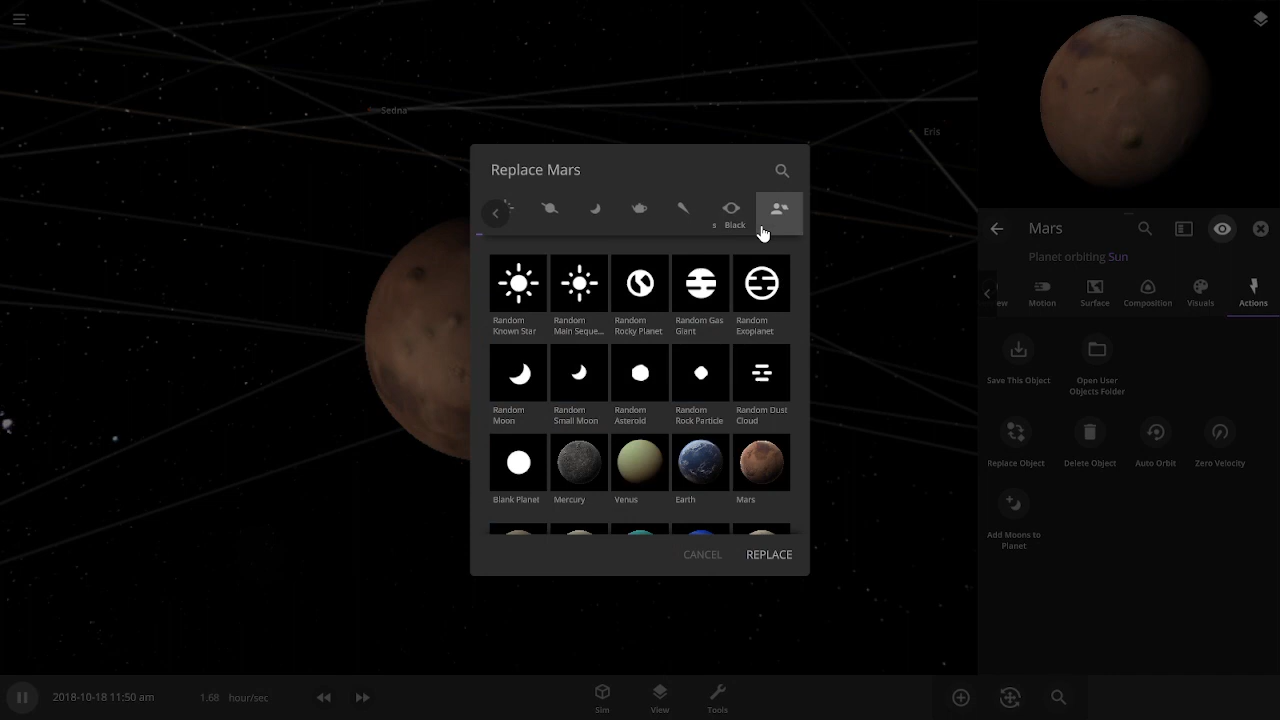 Sedna
Eris
Replace Mars
s Black
Random Known Star
Random Main Seque...
Random Rocky Planet
Random Gas Giant
Random Exoplanet
Random Moon
Random Small Moon
Random Asteroid
Random Rock Particle
Random Dust Cloud
Blank Planet
Mercury
Venus
Earth
Mars
CANCEL
REPLACE
Mars
Planet orbiting Sun
ew
Motion
Surface
Composition
Visuals
Actions
Save This Object
Open User Objects Folder
Replace Object
Delete Object
Auto Orbit
Zero Velocity
Add Moons to Planet
2018-10-18 11:50 am
1.68 hour/sec
Sim
View
Tools